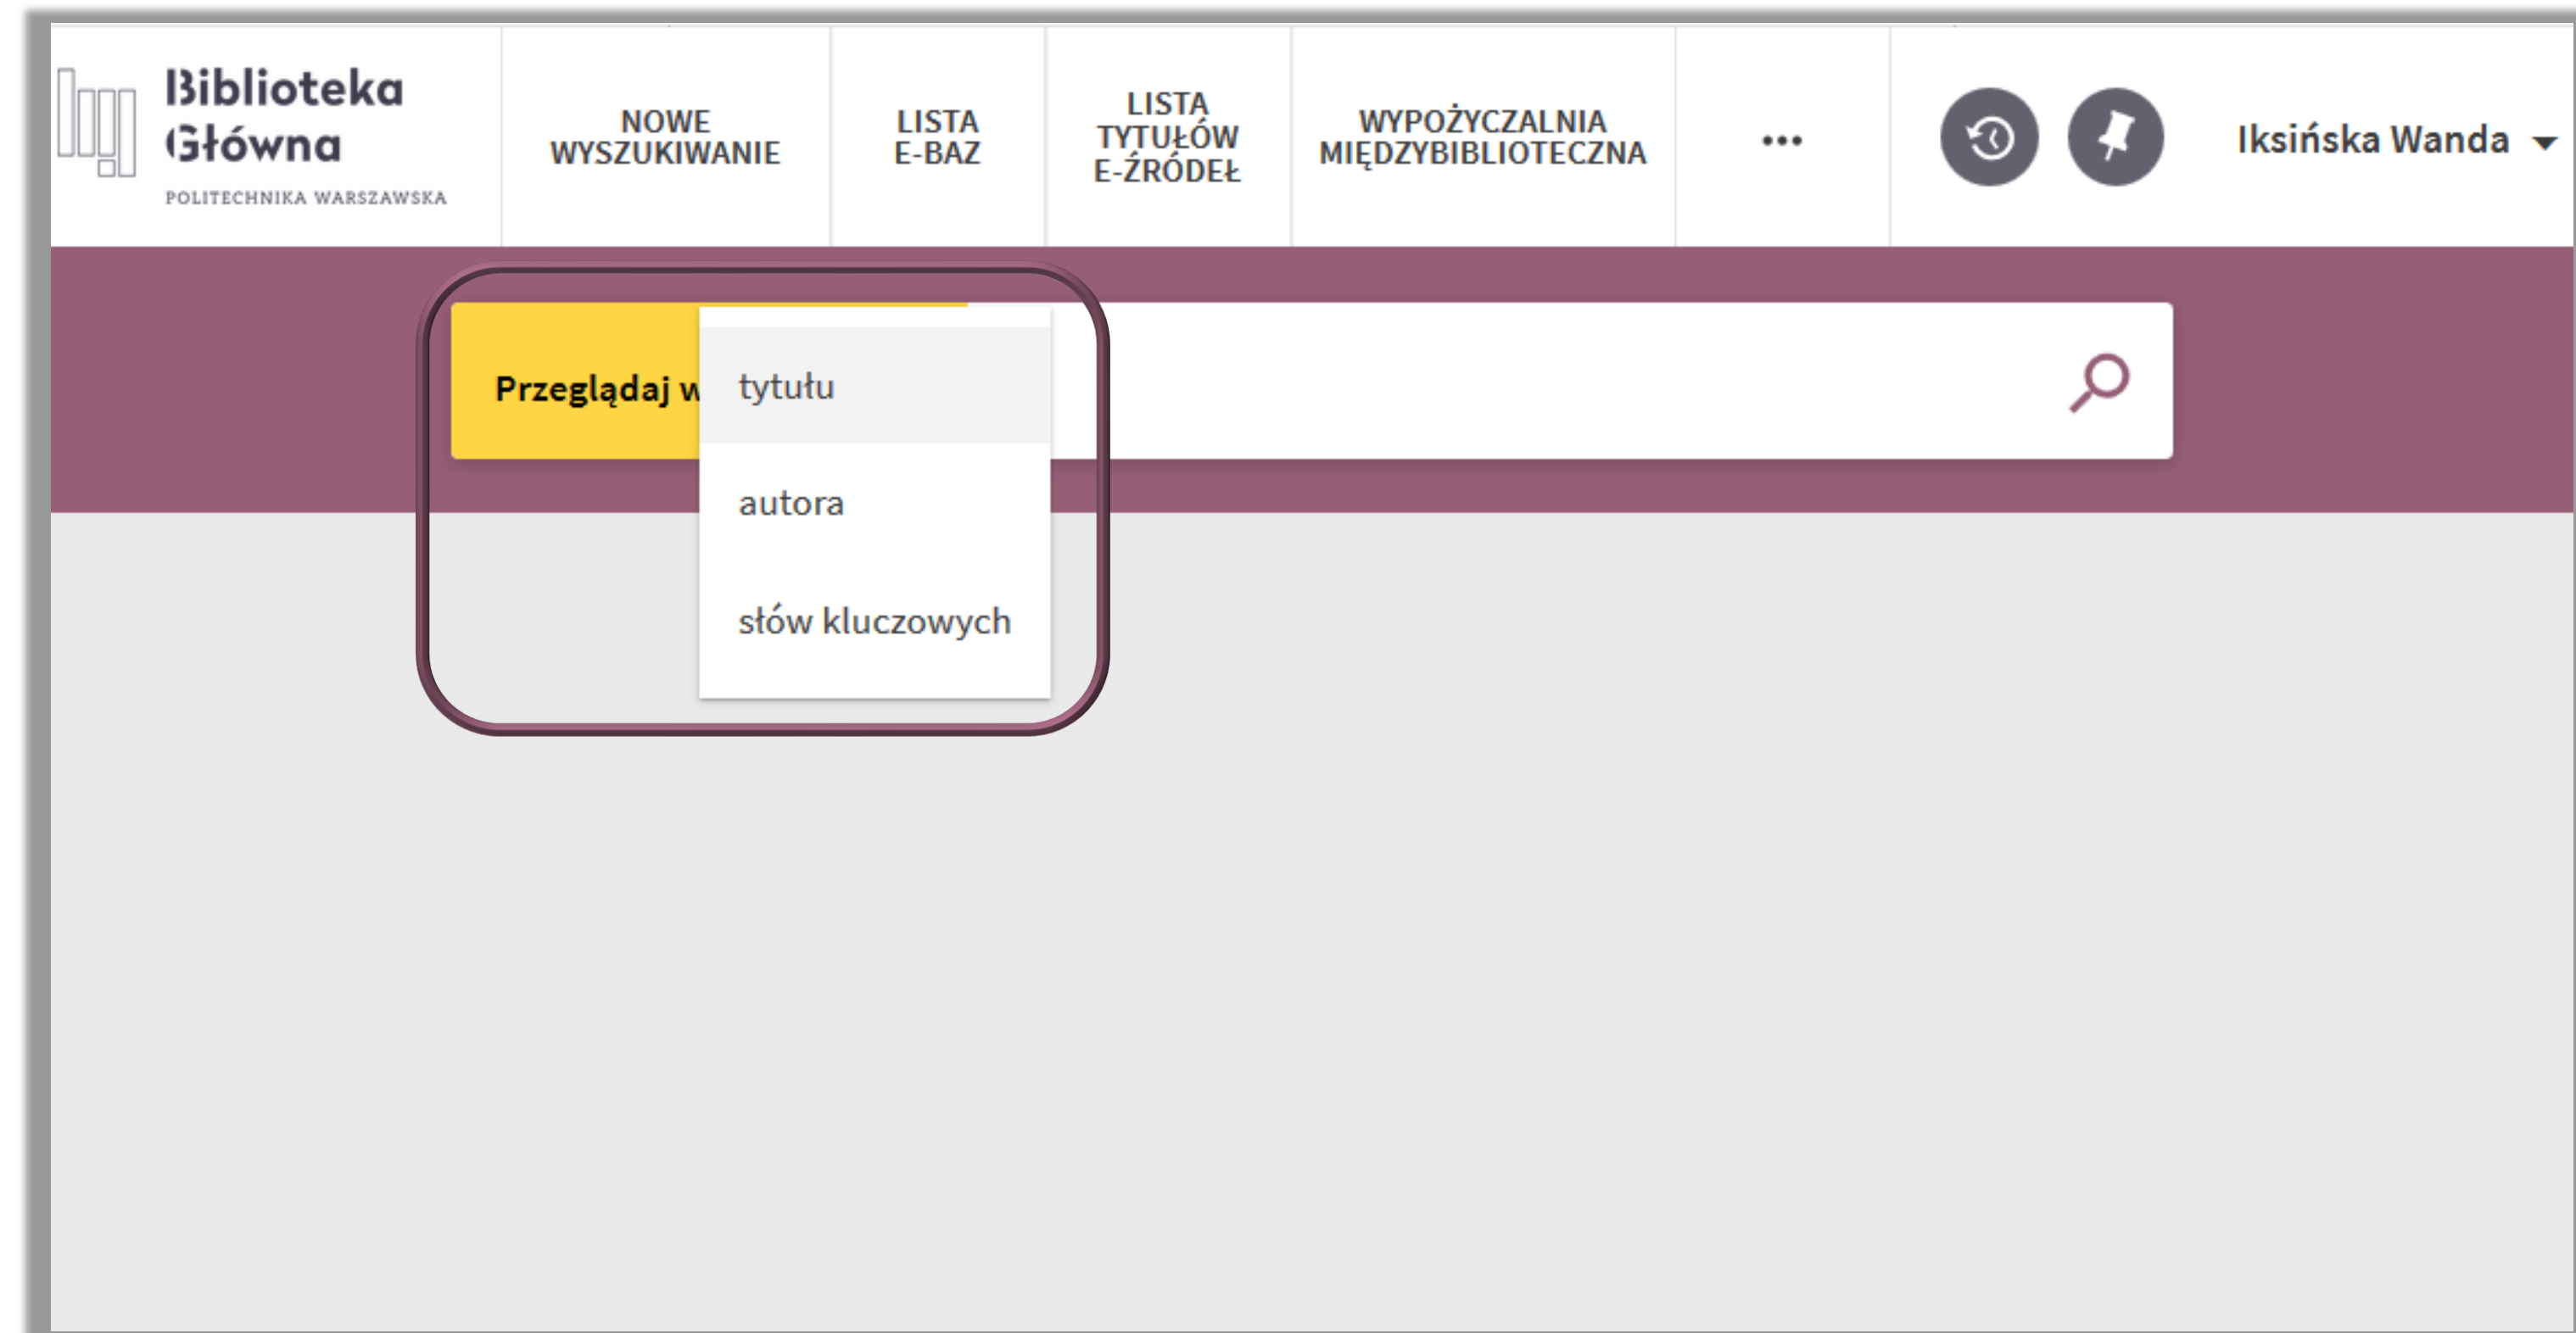 Biblioteka
Główna
POLITECHNIKA WARSZAWSKA
NOWE
WYSZUKIWANIE
LISTA
E-BAZ
LISTA
TYTUŁÓW
E-ŹRÓDEŁ
WYPOŻYCZALNIA
MIĘDZYBIBLIOTECZNA
•••
Iksińska Wanda
Przeglądaj w
tytułu
autora
słów kluczowych